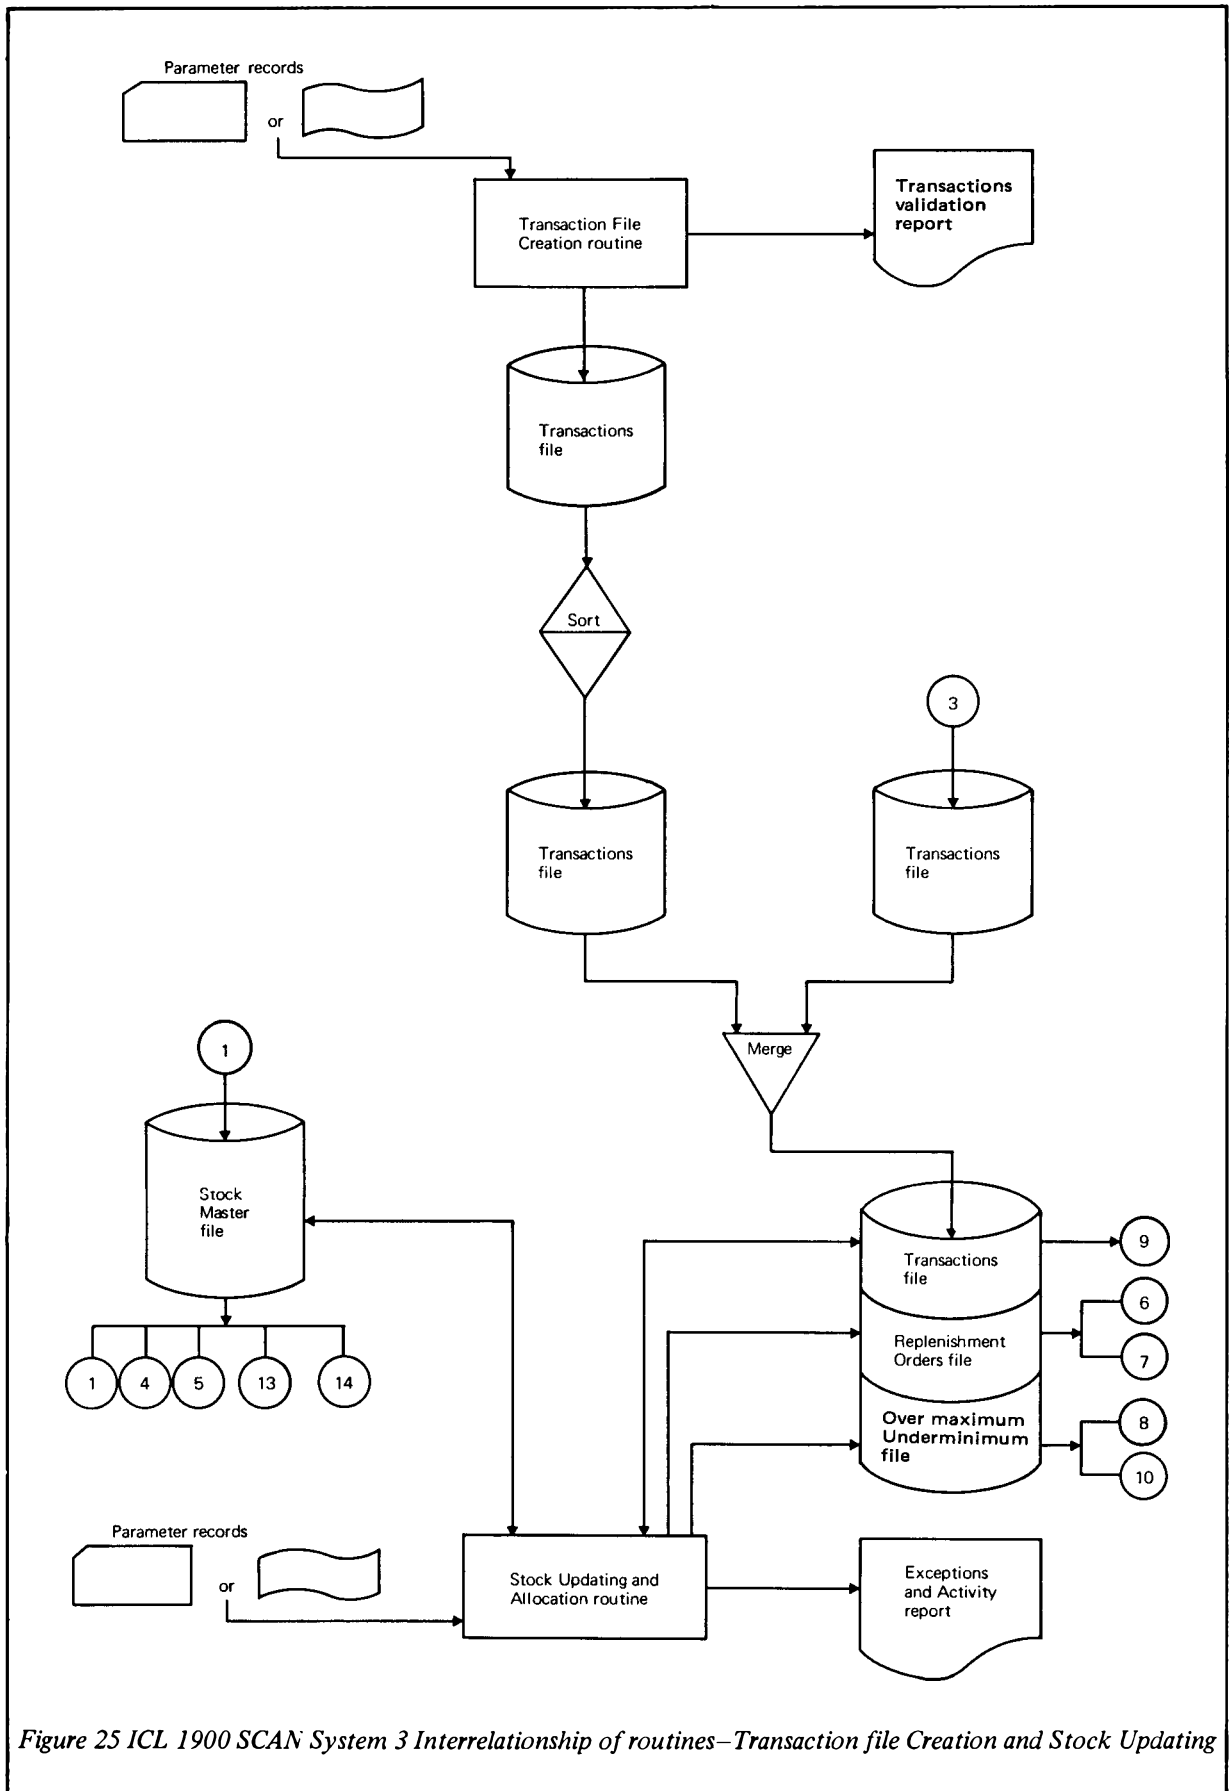 Parameter records
or
Transaction File
Creation routine
Transactions
validation
report
Transactions
file
Sort
3
Transactions
file
Transactions
file
Merge
1
Stock
Master
file
Transactions
file
9
Replenishment
Orders file
6
7
Over maximum
Underminimum
file
8
10
1
4
5
13
14
Parameter records
or
Stock Updating and
Allocation routine
Exceptions
and Activity
report
Figure 25 ICL 1900 SCAN System 3 Interrelationship of routines–Transaction file Creation and Stock Updating